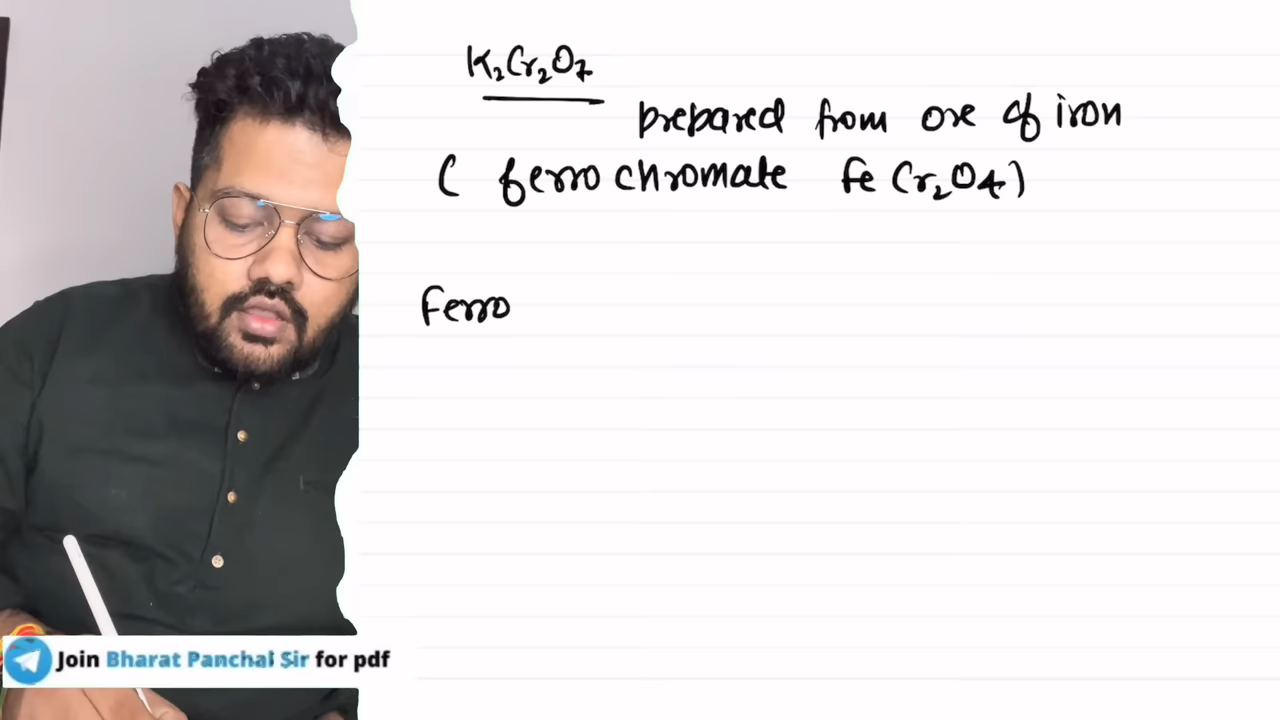 K₂Cr₂O₇
prepared from ore of iron
( ferrochromate Fe Cr₂O₄)
Ferro
Join Bharat Panchal Sir for pdf